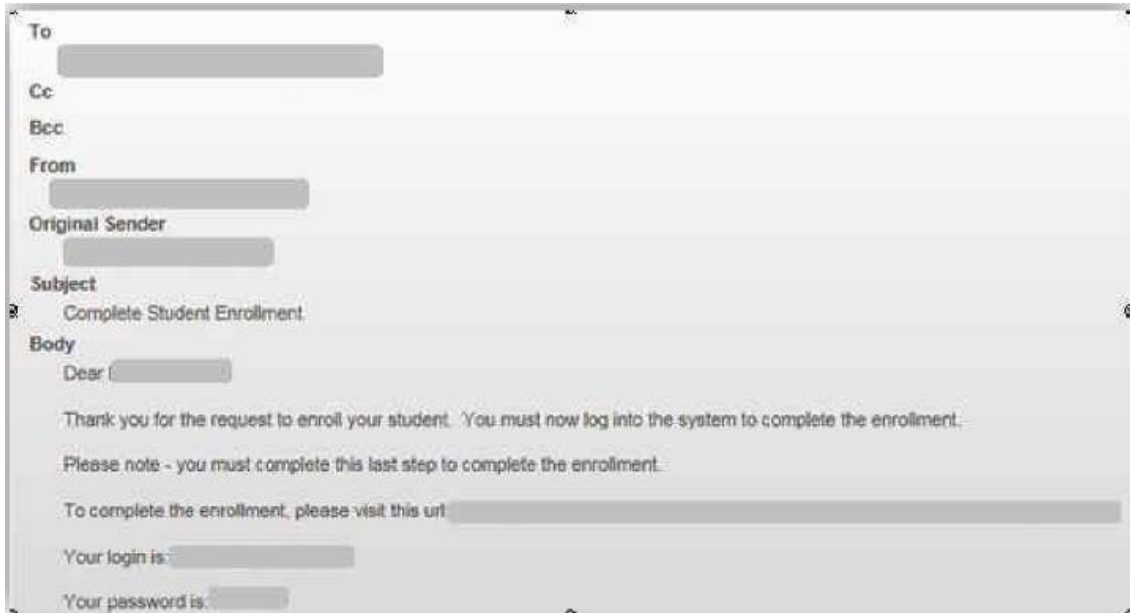 To
Cc
Bcc
From
Original Sender
Subject
Complete Student Enrollment
Body
Dear
Thank you for the request to enroll your student. You must now log into the system to complete the enrollment.
Please note - you must complete this last step to complete the enrollment.
To complete the enrollment, please visit this url
Your login is:
Your password is: